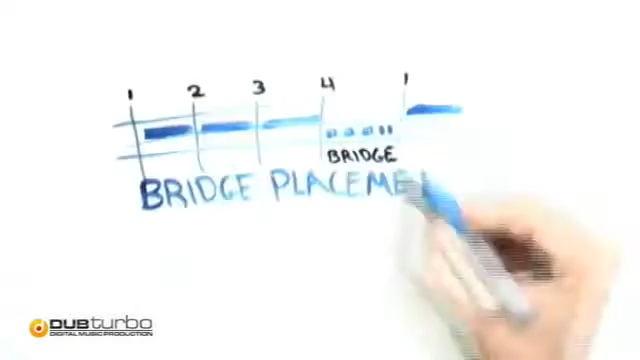 1 2 3 4 1
BRIDGE
BRIDGE PLACEME
DUBturbo
DIGITAL MUSIC PRODUCTION